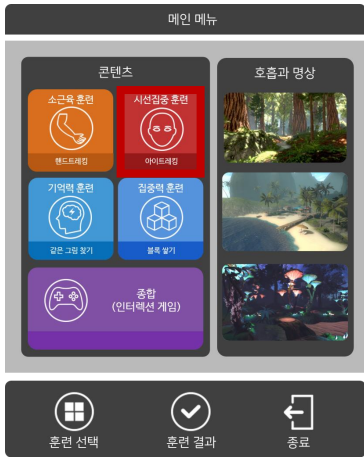 메인 메뉴
콘텐츠
호흡과 명상
소근육 훈련
시선집중 훈련
핸드트레킹
아이트레킹
기억력 훈련
집중력 훈련
같은 그림 찾기
블록 쌓기
종합
(인터렉션 게임)
훈련 선택
훈련 결과
종료